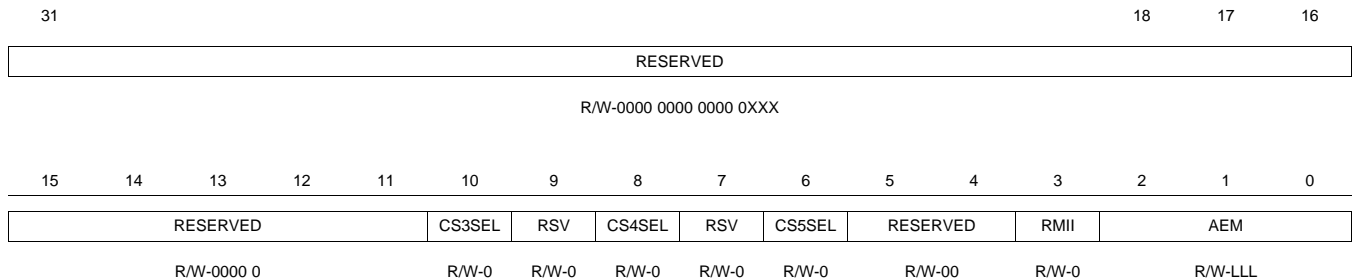 31 18 17 16
RESERVED
R/W-0000 0000 0000 0XXX
15 14 13 12 11 10 9 8 7 6 5 4 3 2 1 0
RESERVED CS3SEL RSV CS4SEL RSV CS5SEL RESERVED RMII AEM
R/W-0000 0 R/W-0 R/W-0 R/W-0 R/W-0 R/W-0 R/W-00 R/W-0 R/W-LLL